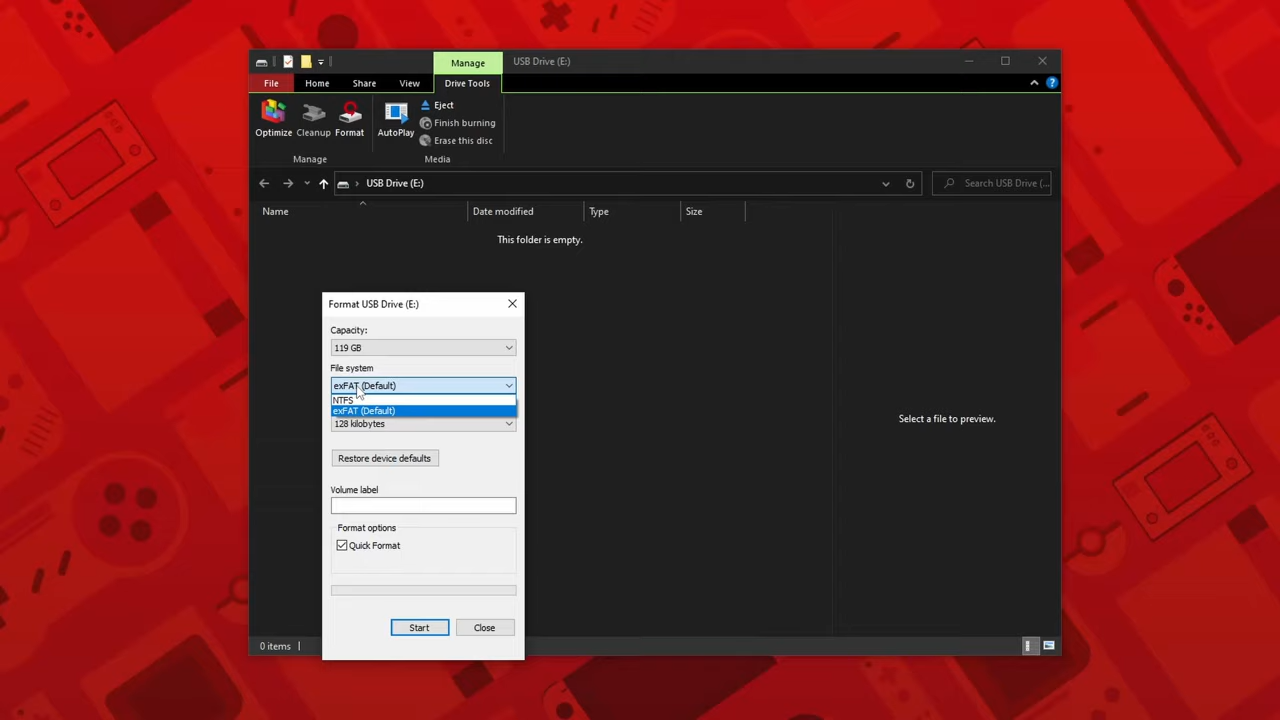 Manage
USB Drive (E:)
File
Home
Share
View
Drive Tools
Optimize
Cleanup
Format
AutoPlay
Eject
Finish burning
Erase this disc
Manage
Media
USB Drive (E:)
Search USB Drive (...
Name
Date modified
Type
Size
This folder is empty.
Format USB Drive (E:)
Capacity:
119 GB
File system
exFAT (Default)
NTFS
exFAT (Default)
128 kilobytes
Restore device defaults
Volume label
Format options
Quick Format
Start
Close
Select a file to preview.
0 items